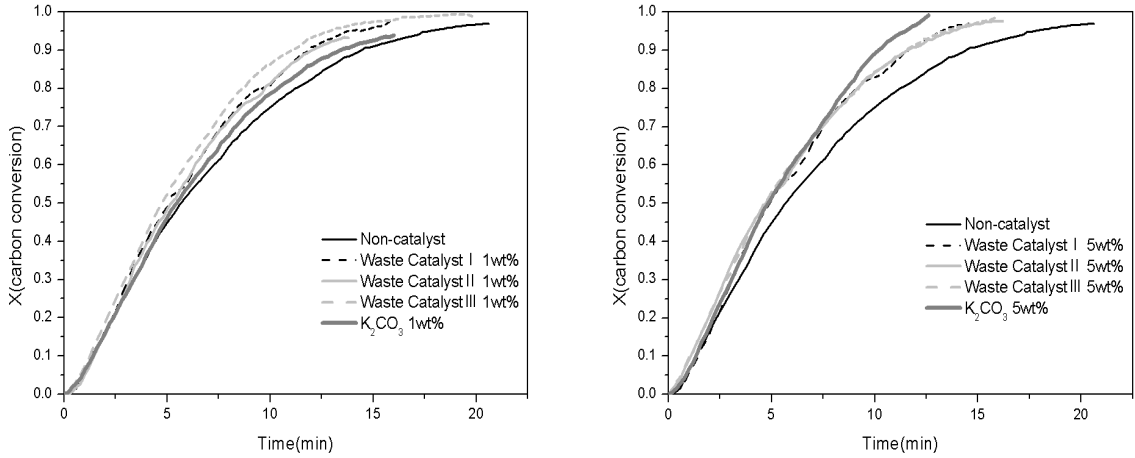 1.0
0.9
0.8
0.7
0.6
0.5
0.4
0.3
0.2
0.1
0.0
X(carbon conversion)
Non-catalyst
Waste Catalyst I 1wt%
Waste Catalyst II 1wt%
Waste Catalyst III 1wt%
K₂CO₃ 1wt%
0 5 10 15 20
Time(min)
1.0
0.9
0.8
0.7
0.6
0.5
0.4
0.3
0.2
0.1
0.0
X(carbon conversion)
Non-catalyst
Waste Catalyst I 5wt%
Waste Catalyst II 5wt%
Waste Catalyst III 5wt%
K₂CO₃ 5wt%
0 5 10 15 20
Time(min)